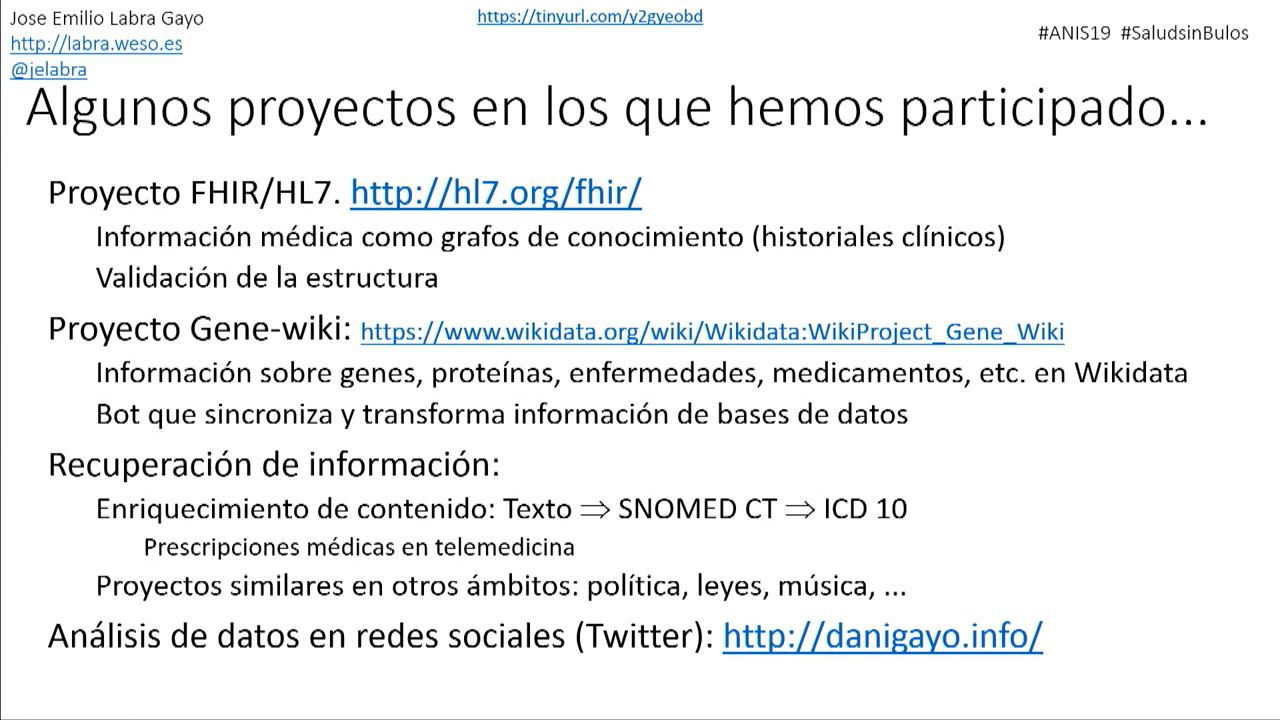 Jose Emilio Labra Gayo
http://labra.weso.es
@jelabra
https://tinyurl.com/y2gyeobd
#ANIS19 #SaludsinBulos
Algunos proyectos en los que hemos participado...
Proyecto FHIR/HL7. http://hl7.org/fhir/
Información médica como grafos de conocimiento (historiales clínicos)
Validación de la estructura
Proyecto Gene-wiki: https://www.wikidata.org/wiki/Wikidata:WikiProject_Gene_Wiki
Información sobre genes, proteínas, enfermedades, medicamentos, etc. en Wikidata
Bot que sincroniza y transforma información de bases de datos
Recuperación de información:
Enriquecimiento de contenido: Texto ⇒ SNOMED CT ⇒ ICD 10
Prescripciones médicas en telemedicina
Proyectos similares en otros ámbitos: política, leyes, música, ...
Análisis de datos en redes sociales (Twitter): http://danigayo.info/